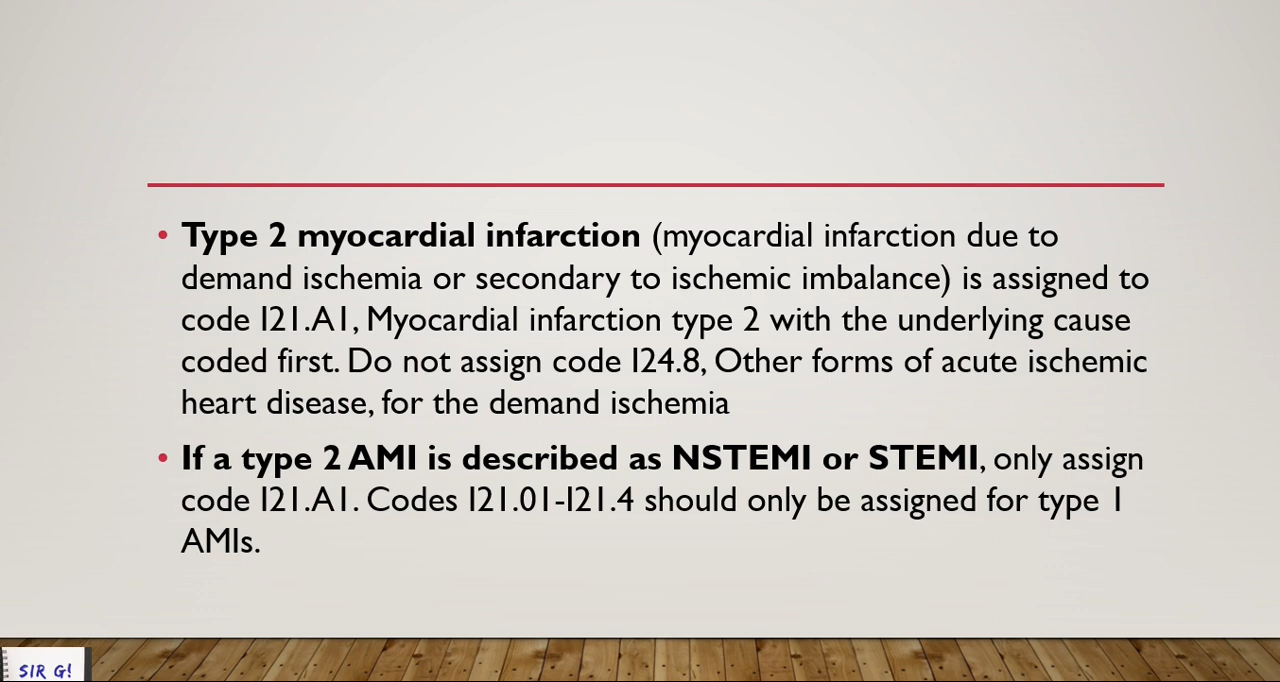 • Type 2 myocardial infarction (myocardial infarction due to
demand ischemia or secondary to ischemic imbalance) is assigned to
code I21.A1, Myocardial infarction type 2 with the underlying cause
coded first. Do not assign code I24.8, Other forms of acute ischemic
heart disease, for the demand ischemia
• If a type 2 AMI is described as NSTEMI or STEMI, only assign
code I21.A1. Codes I21.01-I21.4 should only be assigned for type 1
AMIs.
SIR G!